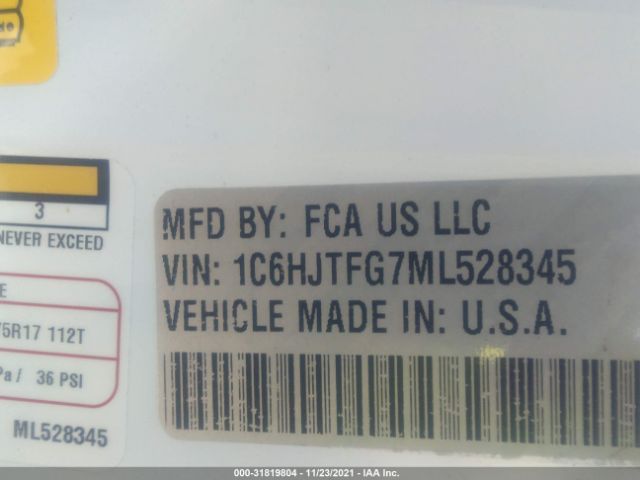 3
NEVER EXCEED
E
75R17 112T
Pa / 36 PSI
ML528345
MFD BY: FCA US LLC
VIN: 1C6HJTFG7ML528345
VEHICLE MADE IN: U.S.A.
000-31819804 - 11/23/2021 - IAA Inc.